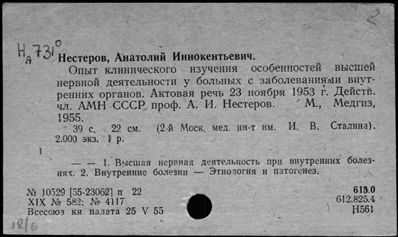 2
Н А 731°
Нестеров, Анатолий Иннокентьевич.
Опыт клинического изучения особенностей высшей
нервной деятельности у больных с заболеваниями внут-
ренних органов. Актовая речь 23 ноября 1953 г. Действ.
чл. АМН СССР проф. А. И. Нестеров. М., Медгиз,
1955.
39 с. 22 см. (2-й Моск. мед. ин-т им. И. В. Сталина).
2.000 экз. 1 р.
— — 1. Высшая нервная деятельность при внутренних болез-
нях. 2. Внутренние болезни — Этиология и патогенез.
№ 10529 [55-23062] п 22 615.0
XIX № 582; № 4117 612.825.4
Всесоюз кн. палата 25 V 55 Н561
18/6